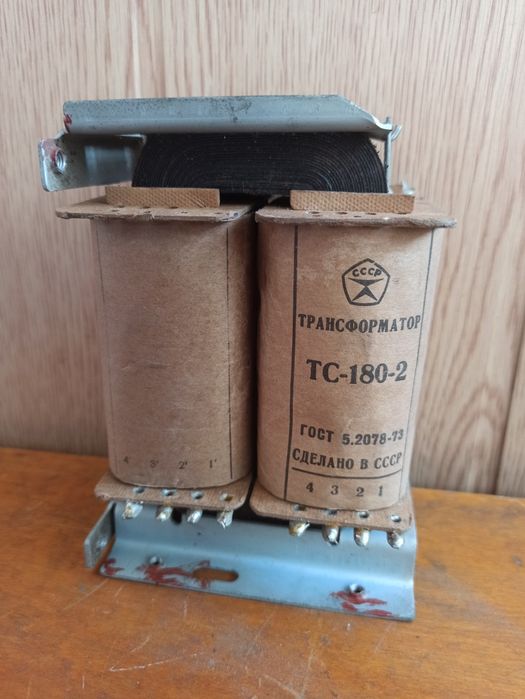 СССР
ТРАНСФОРМАТОР
ТС-180-2
ГОСТ 5.2078-73
СДЕЛАНО В СССР
4 3 2 1
4' 3' 2' 1'